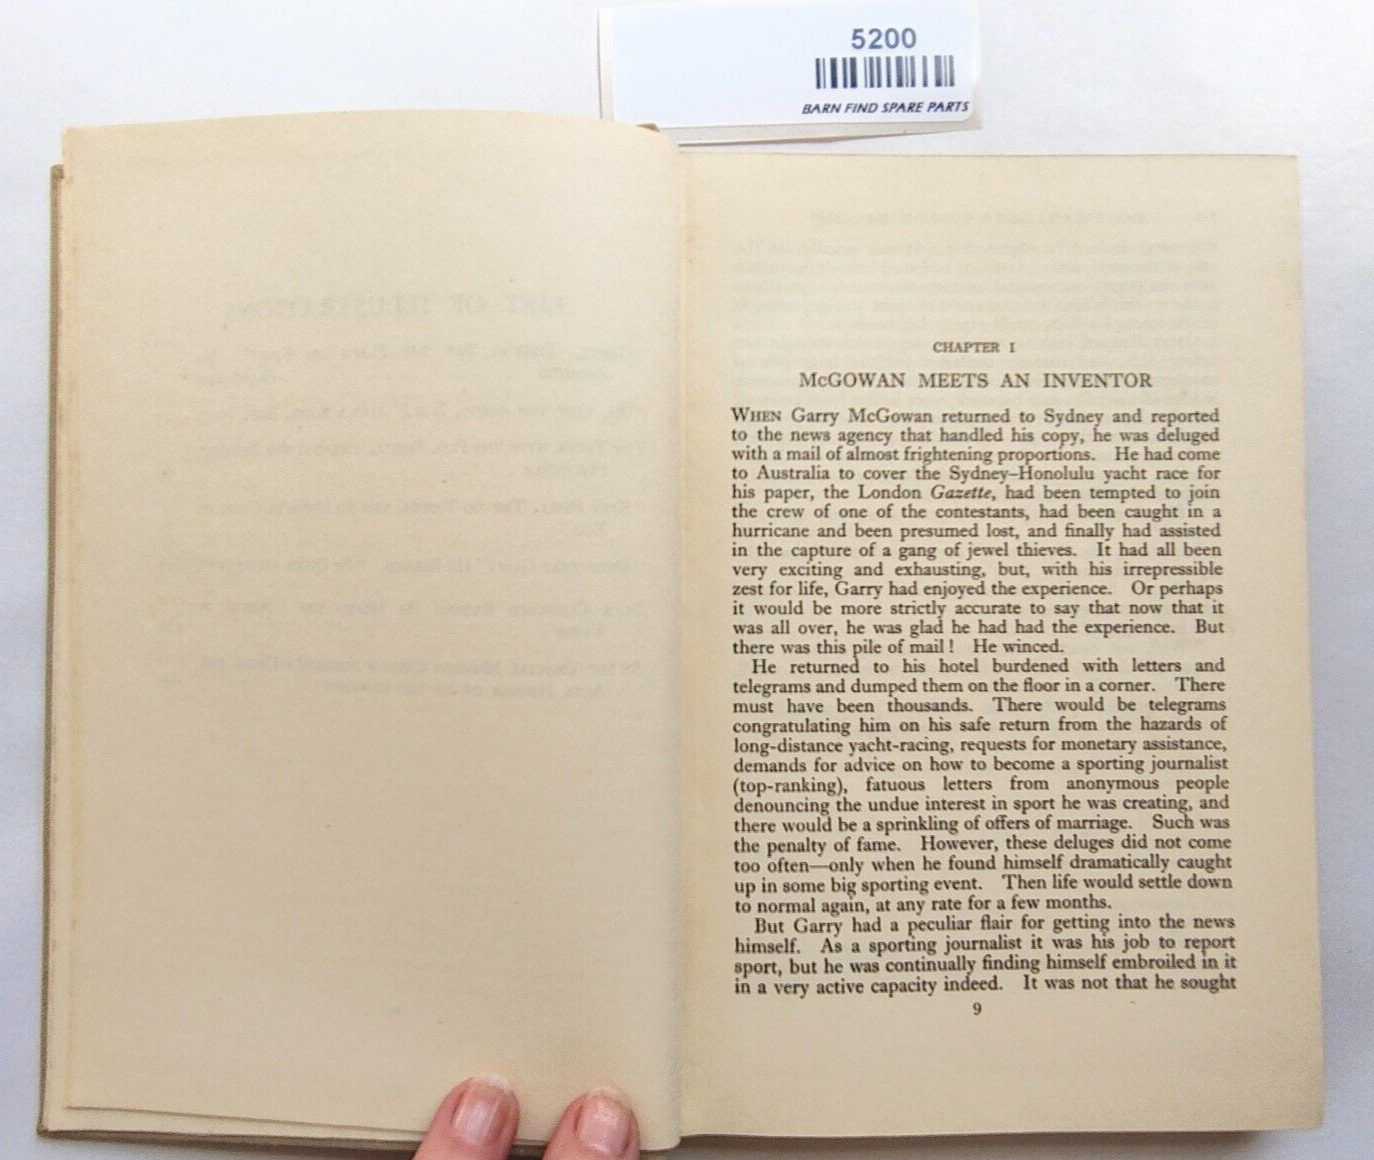 5200
BARN FIND SPARE PARTS
CHAPTER I
McGOWAN MEETS AN INVENTOR
WHEN Garry McGowan returned to Sydney and reported
to the news agency that handled his copy, he was deluged
with a mail of almost frightening proportions. He had come
to Australia to cover the Sydney–Honolulu yacht race for
his paper, the London Gazette, had been tempted to join
the crew of one of the contestants, had been caught in a
hurricane and been presumed lost, and finally had assisted
in the capture of a gang of jewel thieves. It had all been
very exciting and exhausting, but, with his irrepressible
zest for life, Garry had enjoyed the experience. Or perhaps
it would be more strictly accurate to say that now that it
was all over, he was glad he had had the experience. But
there was this pile of mail! He winced.
He returned to his hotel burdened with letters and
telegrams and dumped them on the floor in a corner. There
must have been thousands. There would be telegrams
congratulating him on his safe return from the hazards of
long-distance yacht-racing, requests for monetary assistance,
demands for advice on how to become a sporting journalist
(top-ranking), fatuous letters from anonymous people
denouncing the undue interest in sport he was creating, and
there would be a sprinkling of offers of marriage. Such was
the penalty of fame. However, these deluges did not come
too often—only when he found himself dramatically caught
up in some big sporting event. Then life would settle down
to normal again, at any rate for a few months.
But Garry had a peculiar flair for getting into the news
himself. As a sporting journalist it was his job to report
sport, but he was continually finding himself embroiled in it
in a very active capacity indeed. It was not that he sought
9